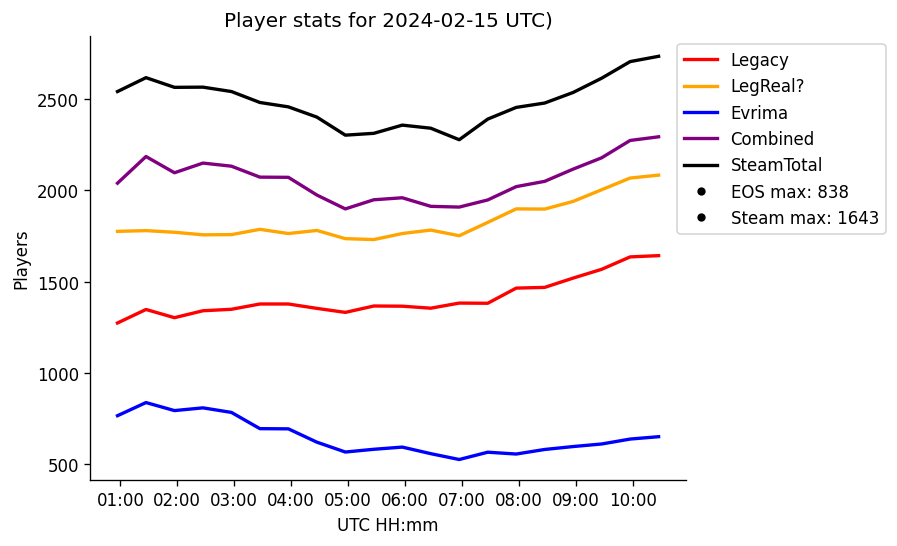 Player stats for 2024-02-15 UTC)
Legacy
LegReal?
Evrima
Combined
SteamTotal
EOS max: 838
Steam max: 1643
Players
2500
2000
1500
1000
500
01:00 02:00 03:00 04:00 05:00 06:00 07:00 08:00 09:00 10:00
UTC HH:mm